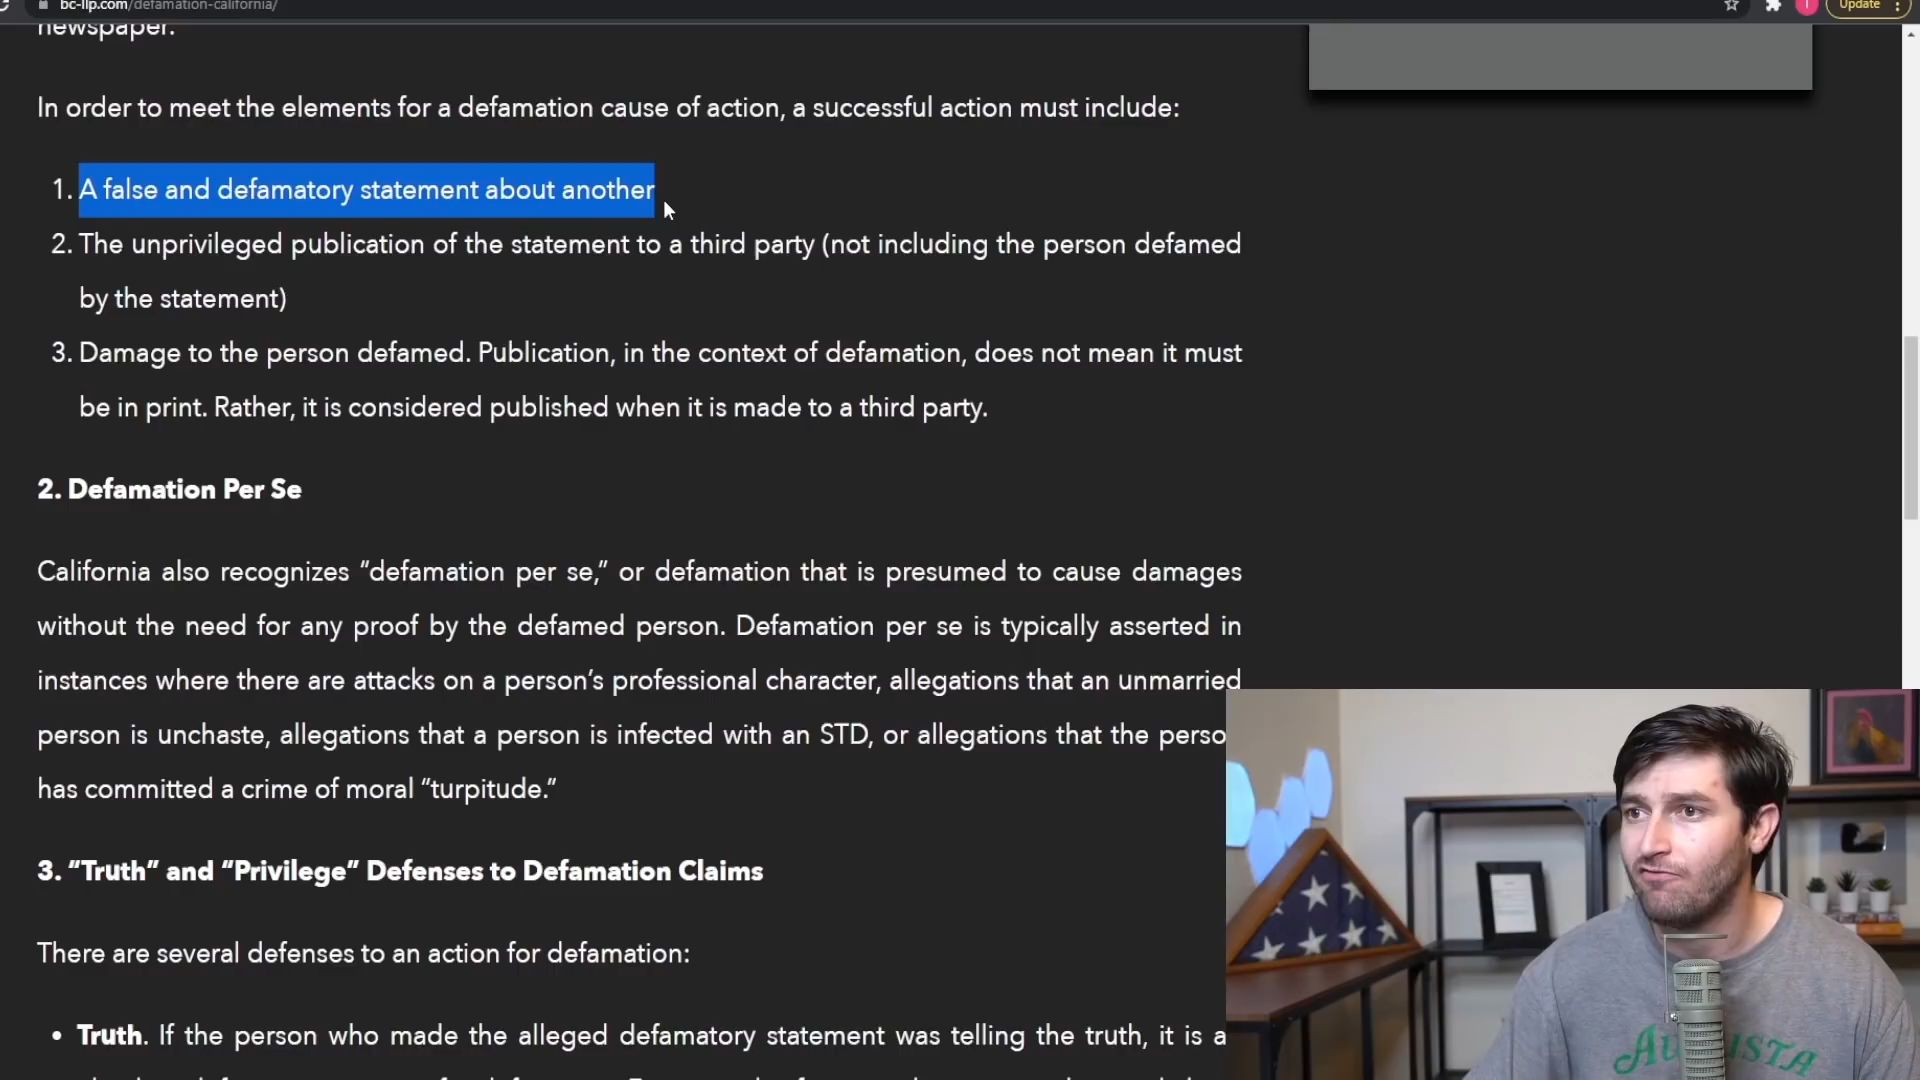 bc-llp.com/defamation-california/
Update
newspaper.
In order to meet the elements for a defamation cause of action, a successful action must include:
1. A false and defamatory statement about another
2. The unprivileged publication of the statement to a third party (not including the person defamed
by the statement)
3. Damage to the person defamed. Publication, in the context of defamation, does not mean it must
be in print. Rather, it is considered published when it is made to a third party.
2. Defamation Per Se
California also recognizes “defamation per se,” or defamation that is presumed to cause damages
without the need for any proof by the defamed person. Defamation per se is typically asserted in
instances where there are attacks on a person’s professional character, allegations that an unmarried
person is unchaste, allegations that a person is infected with an STD, or allegations that the perso
has committed a crime of moral “turpitude.”
3. “Truth” and “Privilege” Defenses to Defamation Claims
There are several defenses to an action for defamation:
• Truth. If the person who made the alleged defamatory statement was telling the truth, it is a